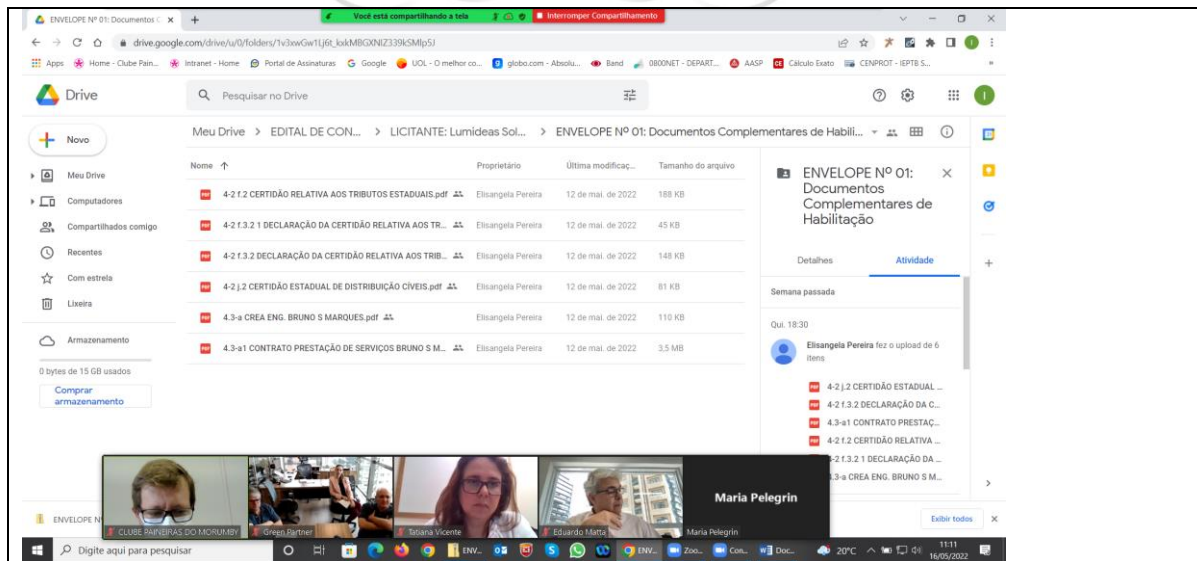 ENVELOPE Nº 01: Documentos C
Você está compartilhando a tela
Interromper Compartilhamento
Apps
Home - Clube Pain...
Intranet - Home
Portal de Assinaturas
Google
UOL - O melhor co...
globo.com - Absolu...
Band
0800NET - DEPART...
AASP
Cálculo Exato
CENPROT - IEPTB S...
Drive
Pesquisar no Drive
Novo
Meu Drive
Computadores
Compartilhados comigo
Recentes
Com estrela
Lixeira
Armazenamento
0 bytes de 15 GB usados
Comprar
armazenamento
Meu Drive > EDITAL DE CON... > LICITANTE: Lumideas Sol... > ENVELOPE Nº 01: Documentos Complementares de Habili...
Nome Proprietário Última modificaç... Tamanho do arquivo
4-2 f.2 CERTIDÃO RELATIVA AOS TRIBUTOS ESTADUAIS.pdf Elisangela Pereira 12 de mai. de 2022 188 KB
4-2 f.3.2 1 DECLARAÇÃO DA CERTIDÃO RELATIVA AOS TR... Elisangela Pereira 12 de mai. de 2022 45 KB
4-2 f.3.2 DECLARAÇÃO DA CERTIDÃO RELATIVA AOS TRIB... Elisangela Pereira 12 de mai. de 2022 148 KB
4-2 j.2 CERTIDÃO ESTADUAL DE DISTRIBUIÇÃO CÍVEIS.pdf Elisangela Pereira 12 de mai. de 2022 81 KB
4.3-a CREA ENG. BRUNO S MARQUES.pdf Elisangela Pereira 12 de mai. de 2022 110 KB
4.3-a1 CONTRATO PRESTAÇÃO DE SERVIÇOS BRUNO S M... Elisangela Pereira 12 de mai. de 2022 3,5 MB
ENVELOPE Nº 01:
Documentos
Complementares de
Habilitação
Detalhes
Atividade
Semana passada
Qui. 18:30
Elisangela Pereira fez o upload de 6
itens
4-2 j.2 CERTIDÃO ESTADUAL ...
4-2 f.3.2 DECLARAÇÃO DA C...
4.3-a1 CONTRATO PRESTAÇ...
4-2 f.2 CERTIDÃO RELATIVA ...
4-2 f.3.2 1 DECLARAÇÃO DA ...
4.3-a CREA ENG. BRUNO S M...
CLUBE PAINEIRAS DO MORUMBY
Green Partner
Tatiana Vicente
Eduardo Matta
Maria Pelegrin
Maria Pelegrin
ENVELOPE N
Exibir todos
Digite aqui para pesquisar
ENV...
ENV...
Zoo...
Con...
Doc...
20°C
11:11
16/05/2022